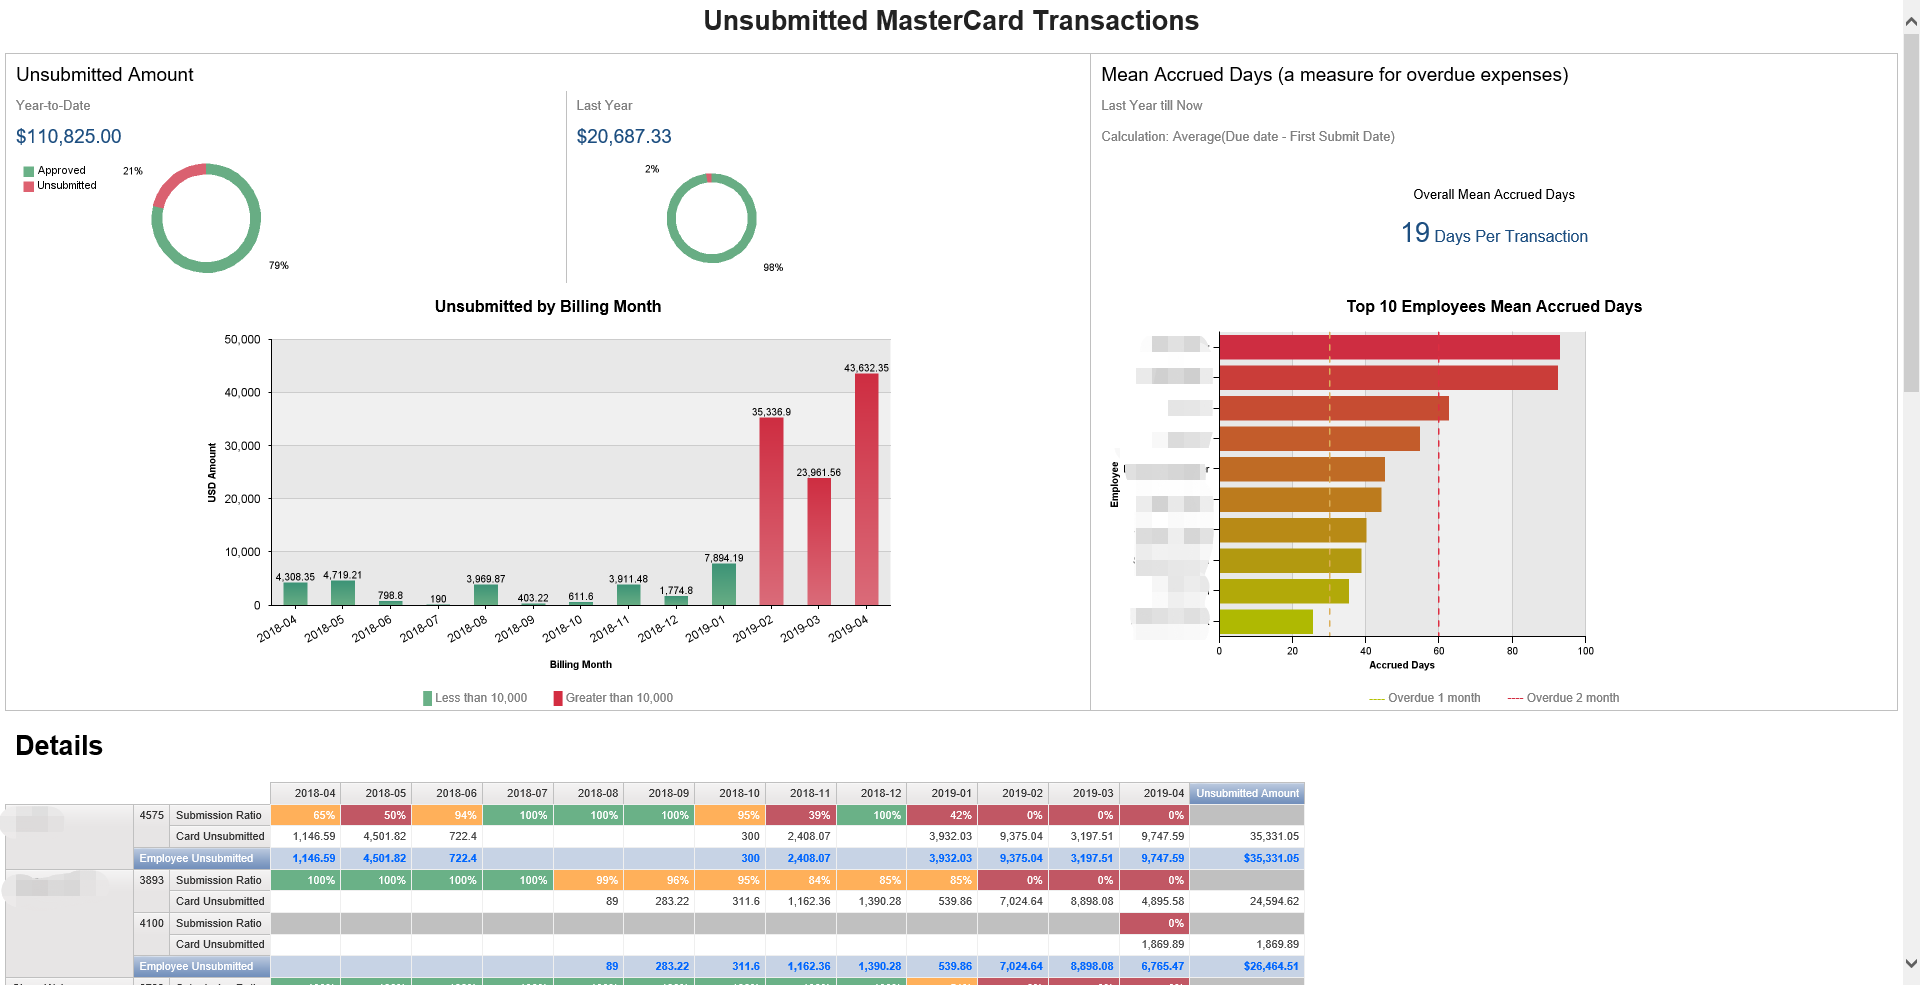 Unsubmitted MasterCard Transactions
Unsubmitted Amount
Year-to-Date
$110,825.00
Approved
Unsubmitted
21%
79%
Last Year
$20,687.33
2%
98%
Unsubmitted by Billing Month
USD Amount
50,000
40,000
30,000
20,000
10,000
0
4,308.35 4,719.21 798.8 190 3,969.87 403.22 611.6 3,911.48 1,774.8 7,894.19 35,336.9 23,961.56 43,632.35
2018-04 2018-05 2018-06 2018-07 2018-08 2018-09 2018-10 2018-11 2018-12 2019-01 2019-02 2019-03 2019-04
Billing Month
Less than 10,000 Greater than 10,000
Mean Accrued Days (a measure for overdue expenses)
Last Year till Now
Calculation: Average(Due date - First Submit Date)
Overall Mean Accrued Days
19 Days Per Transaction
Top 10 Employees Mean Accrued Days
Employee
0 20 40 60 80 100
Accrued Days
---- Overdue 1 month ---- Overdue 2 month
Details
2018-04 2018-05 2018-06 2018-07 2018-08 2018-09 2018-10 2018-11 2018-12 2019-01 2019-02 2019-03 2019-04 Unsubmitted Amount
4575 Submission Ratio 65% 50% 94% 100% 100% 100% 95% 39% 100% 42% 0% 0% 0%
Card Unsubmitted 1,146.59 4,501.82 722.4 300 2,408.07 3,932.03 9,375.04 3,197.51 9,747.59 35,331.05
Employee Unsubmitted 1,146.59 4,501.82 722.4 300 2,408.07 3,932.03 9,375.04 3,197.51 9,747.59 $35,331.05
3893 Submission Ratio 100% 100% 100% 100% 99% 96% 95% 84% 85% 85% 0% 0% 0%
Card Unsubmitted 89 283.22 311.6 1,162.36 1,390.28 539.86 7,024.64 8,898.08 4,895.58 24,594.62
4100 Submission Ratio 0%
Card Unsubmitted 1,869.89 1,869.89
Employee Unsubmitted 89 283.22 311.6 1,162.36 1,390.28 539.86 7,024.64 8,898.08 6,765.47 $26,464.51